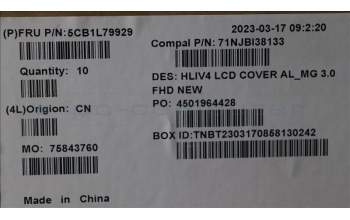 2023-03-17 09:2:20
(P)FRU P/N:5CB1L79929
Compal P/N: 71NJBI38133
Quantity: 10
DES: HLIV4 LCD COVER AL_MG 3.0
FHD NEW
(4L)Origion: CN
PO: 4501964428
BOX ID:TNBT2303170858130242
MO: 75843760
Made in China